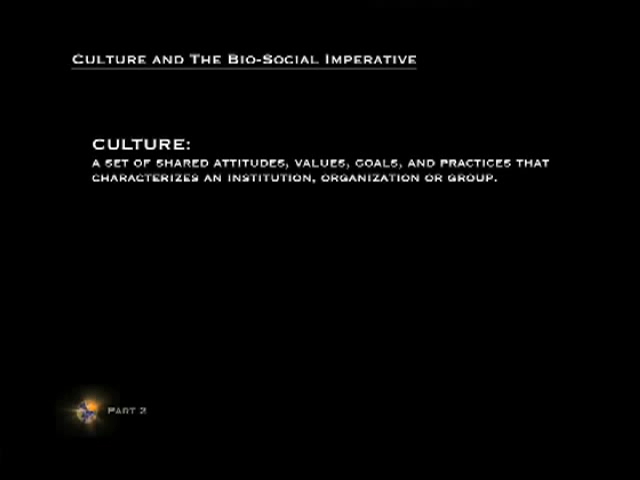 CULTURE AND THE BIO-SOCIAL IMPERATIVE
CULTURE:
A SET OF SHARED ATTITUDES, VALUES, GOALS, AND PRACTICES THAT
CHARACTERIZES AN INSTITUTION, ORGANIZATION OR GROUP.
PART 2